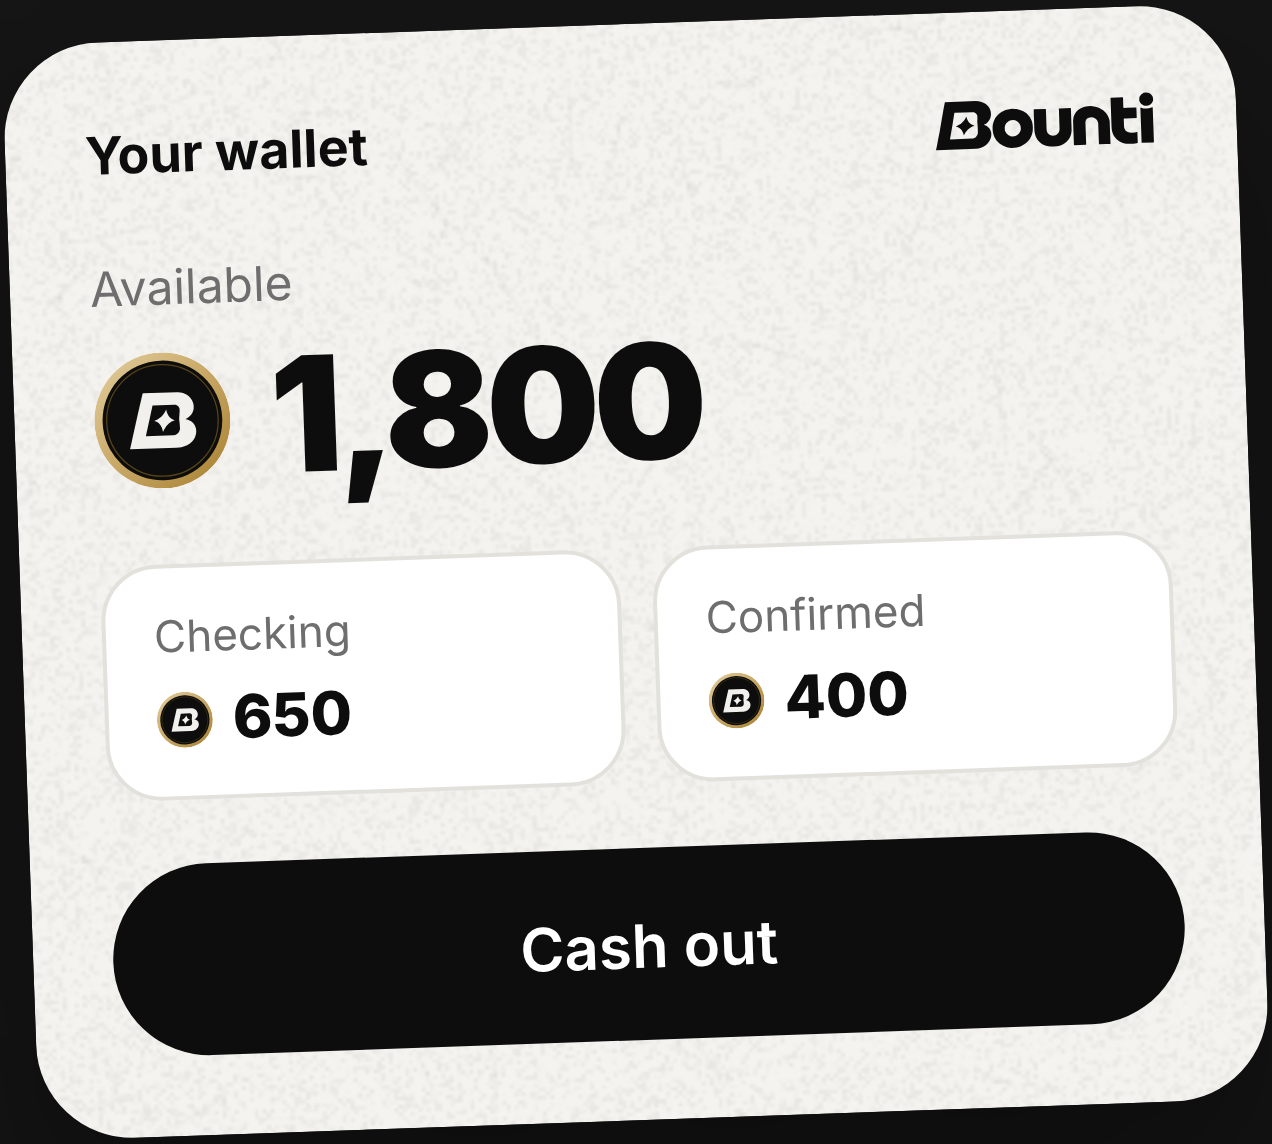 Your wallet
Bounti
Available
B 1,800
Checking
B 650
Confirmed
B 400
Cash out